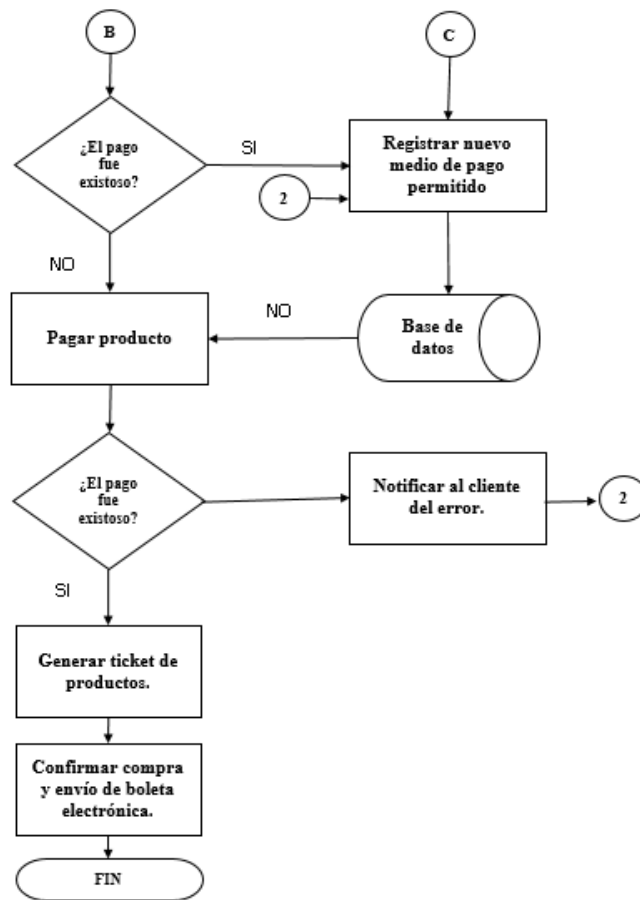 B
C
¿El pago
fue
existoso?
SI
Registrar nuevo
medio de pago
permitido
2
NO
Pagar producto
NO
Base de
datos
¿El pago
fue
existoso?
Notificar al cliente
del error.
2
SI
Generar ticket de
productos.
Confirmar compra
y envío de boleta
electrónica.
FIN